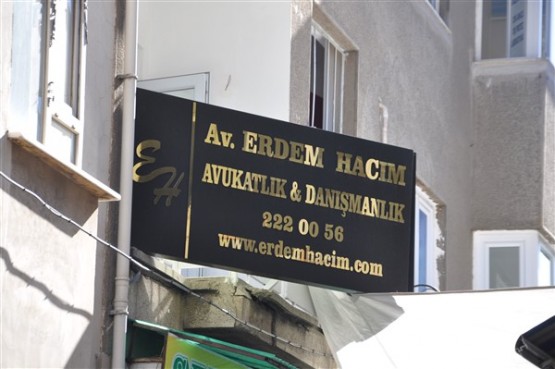 EH
Av. ERDEM HACIM
AVUKATLIK & DANIŞMANLIK
222 00 56
www.erdemhacim.com